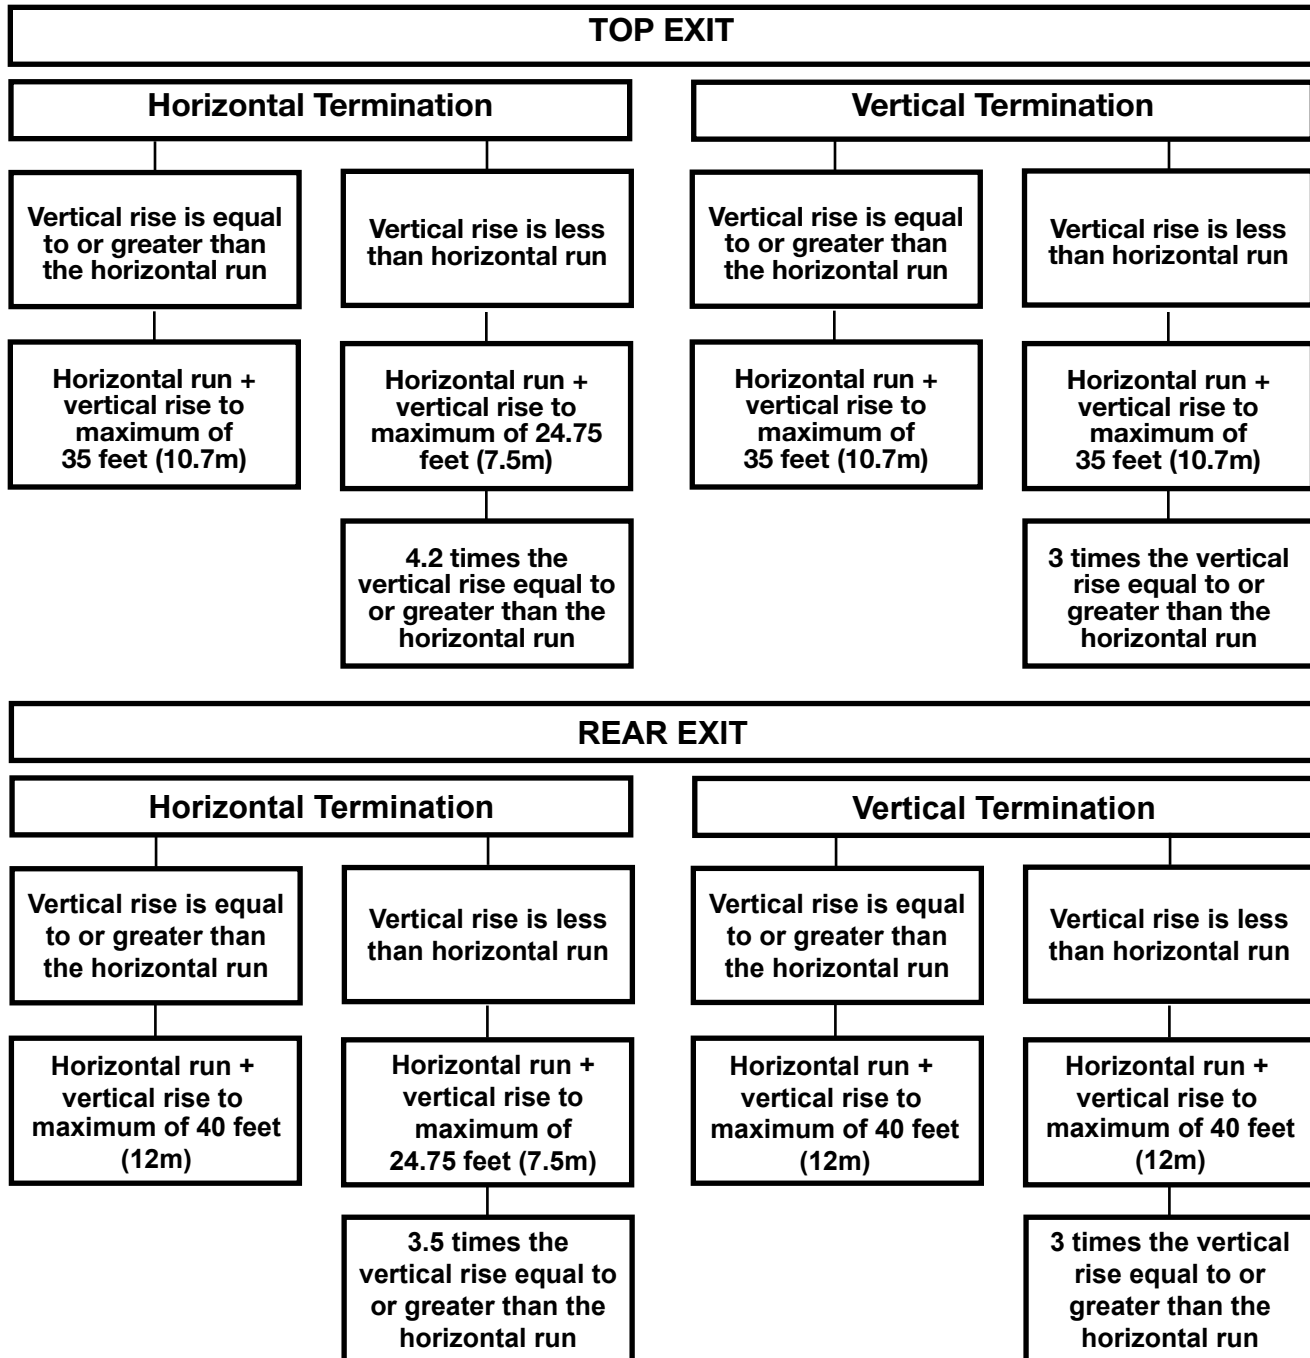 TOP EXIT
Horizontal Termination
Vertical rise is equal
to or greater than
the horizontal run
Horizontal run +
vertical rise to
maximum of
35 feet (10.7m)
Vertical rise is less
than horizontal run
Horizontal run +
vertical rise to
maximum of 24.75
feet (7.5m)
4.2 times the
vertical rise equal to
or greater than the
horizontal run
Vertical Termination
Vertical rise is equal
to or greater than
the horizontal run
Horizontal run +
vertical rise to
maximum of
35 feet (10.7m)
Vertical rise is less
than horizontal run
Horizontal run +
vertical rise to
maximum of
35 feet (10.7m)
3 times the vertical
rise equal to or
greater than the
horizontal run
REAR EXIT
Horizontal Termination
Vertical rise is equal
to or greater than
the horizontal run
Horizontal run +
vertical rise to
maximum of 40 feet
(12m)
Vertical rise is less
than horizontal run
Horizontal run +
vertical rise to
maximum of
24.75 feet (7.5m)
3.5 times the
vertical rise equal to
or greater than the
horizontal run
Vertical Termination
Vertical rise is equal
to or greater than
the horizontal run
Horizontal run +
vertical rise to
maximum of 40 feet
(12m)
Vertical rise is less
than horizontal run
Horizontal run +
vertical rise to
maximum of 40 feet
(12m)
3 times the vertical
rise equal to or
greater than the
horizontal run